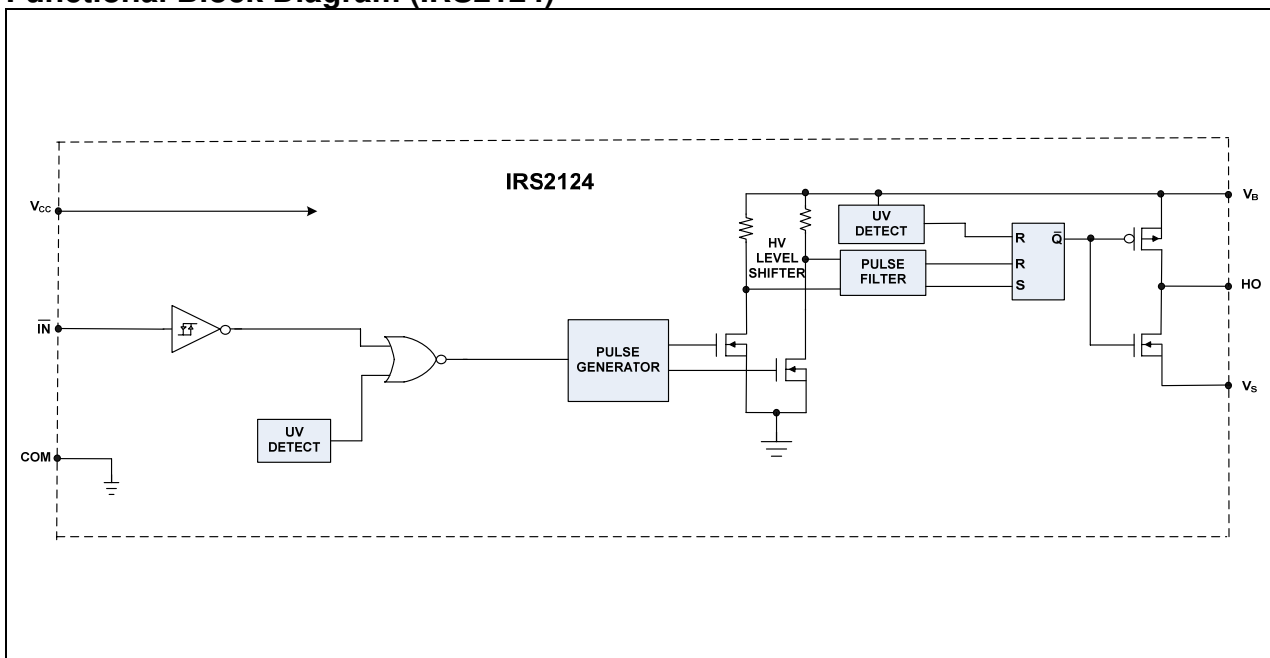 Functional Block Diagram (IRS2124)
IRS2124
VCC
VB
UV
DETECT
HV
LEVEL
SHIFTER
R
Q̅
PULSE
FILTER
R
S
HO
I̅N̅
PULSE
GENERATOR
VS
UV
DETECT
COM